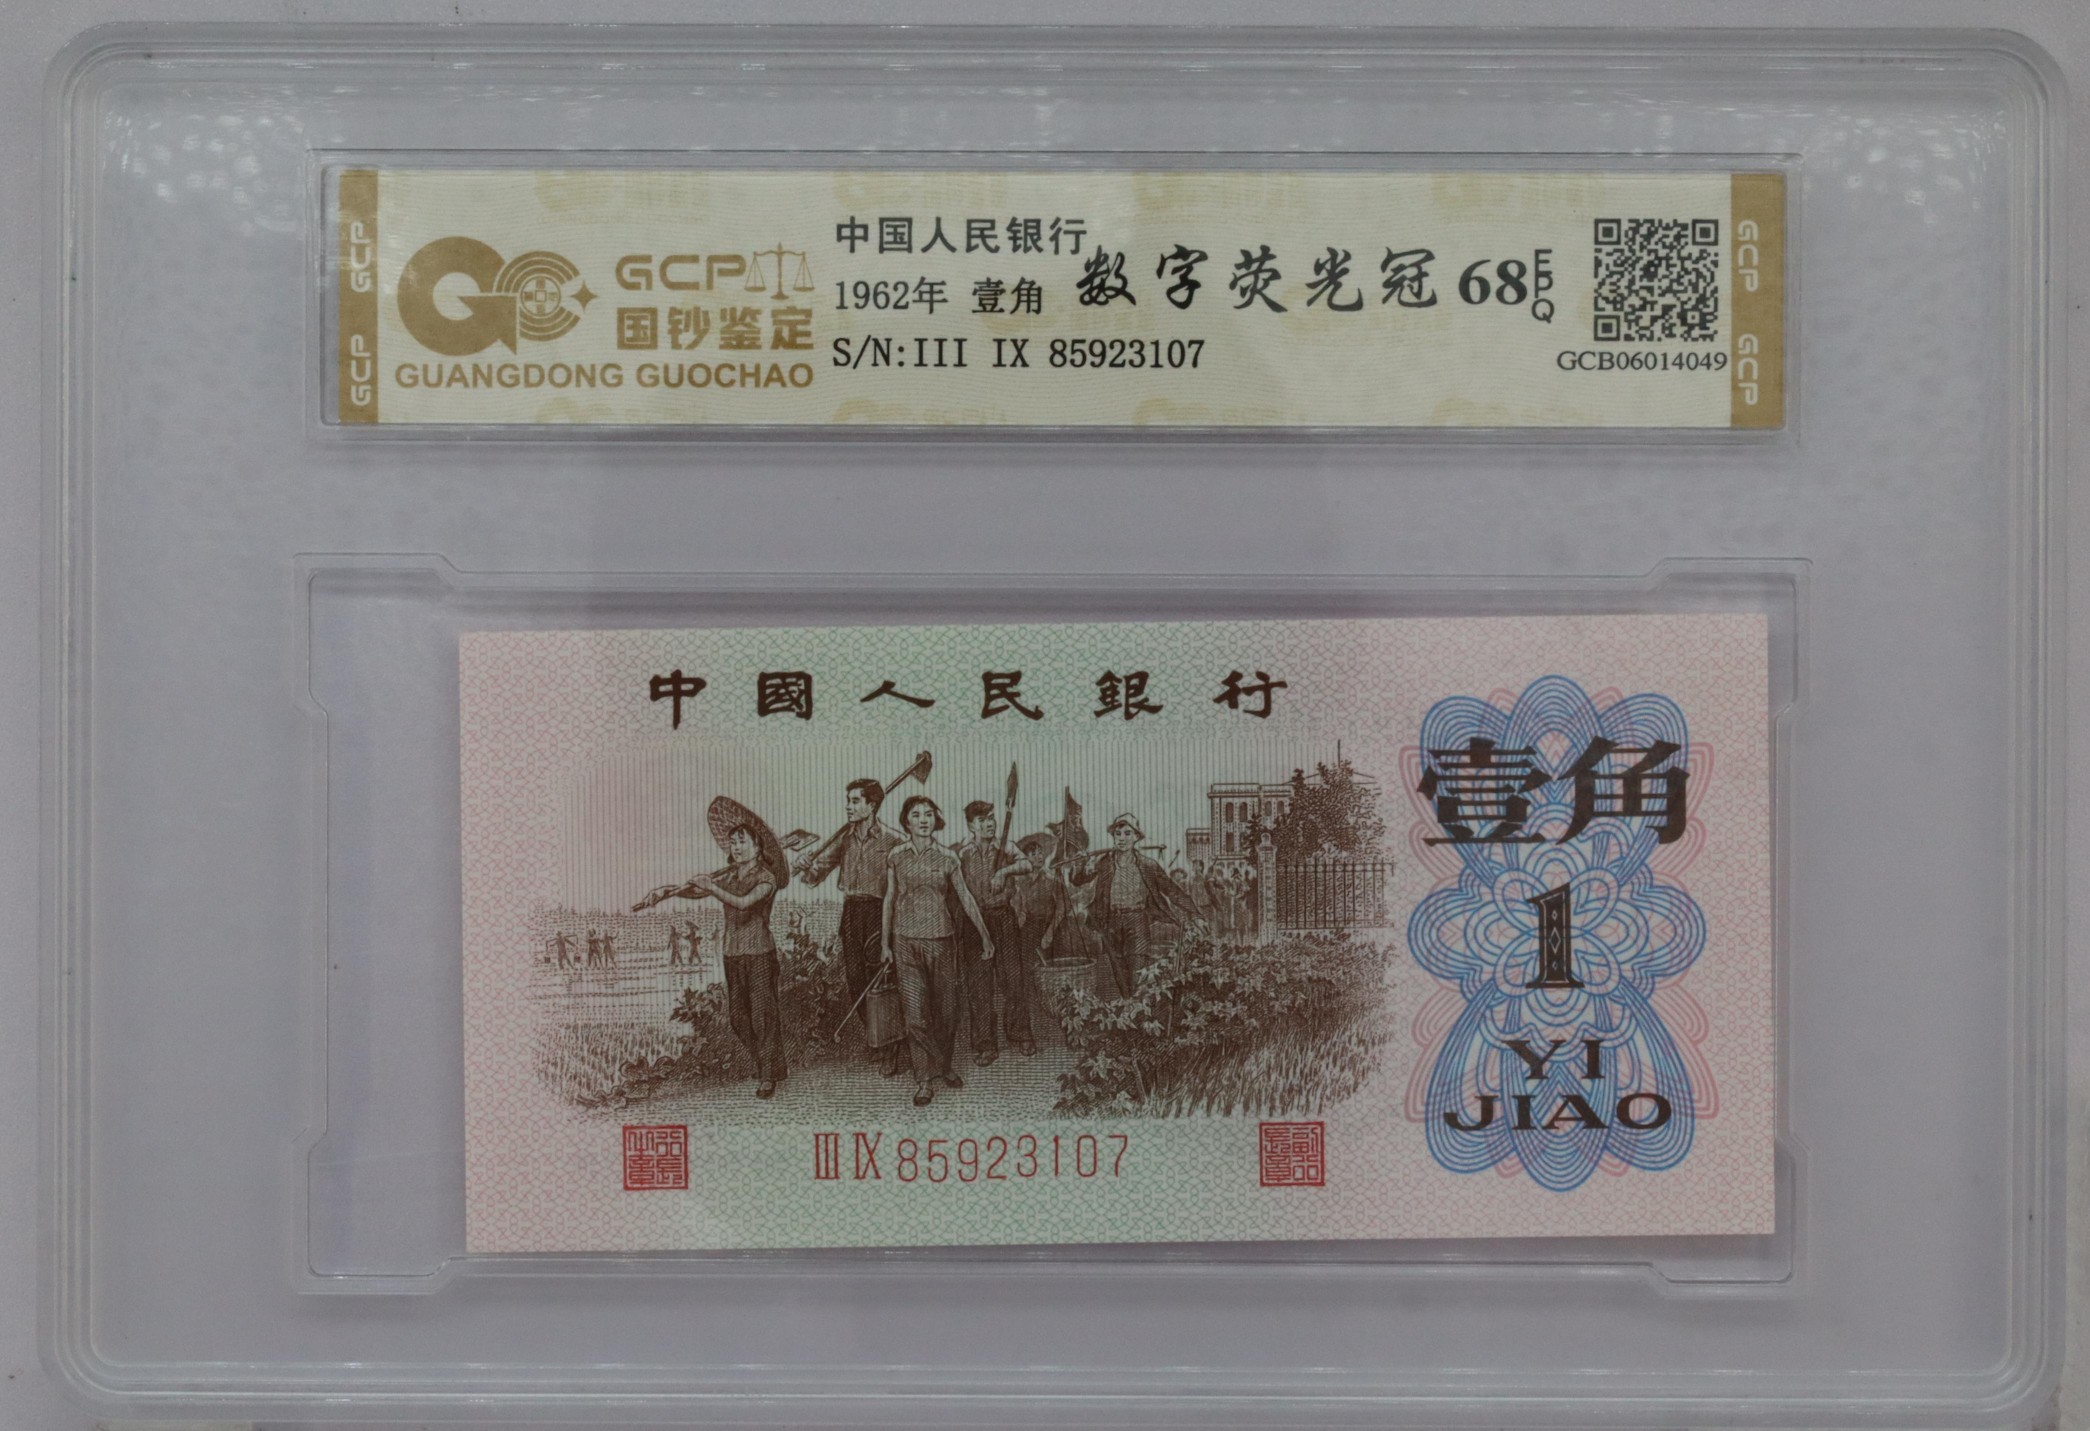 GCP
GCP
GCP
国钞鉴定
GUANGDONG GUOCHAO
中国人民银行
1962年 壹角
数字荧光冠 68 EPQ
S/N:III IX 85923107
GCB06014049
GCP
GCP
中國人民銀行
壹角
1
YI
JIAO
III IX 85923107